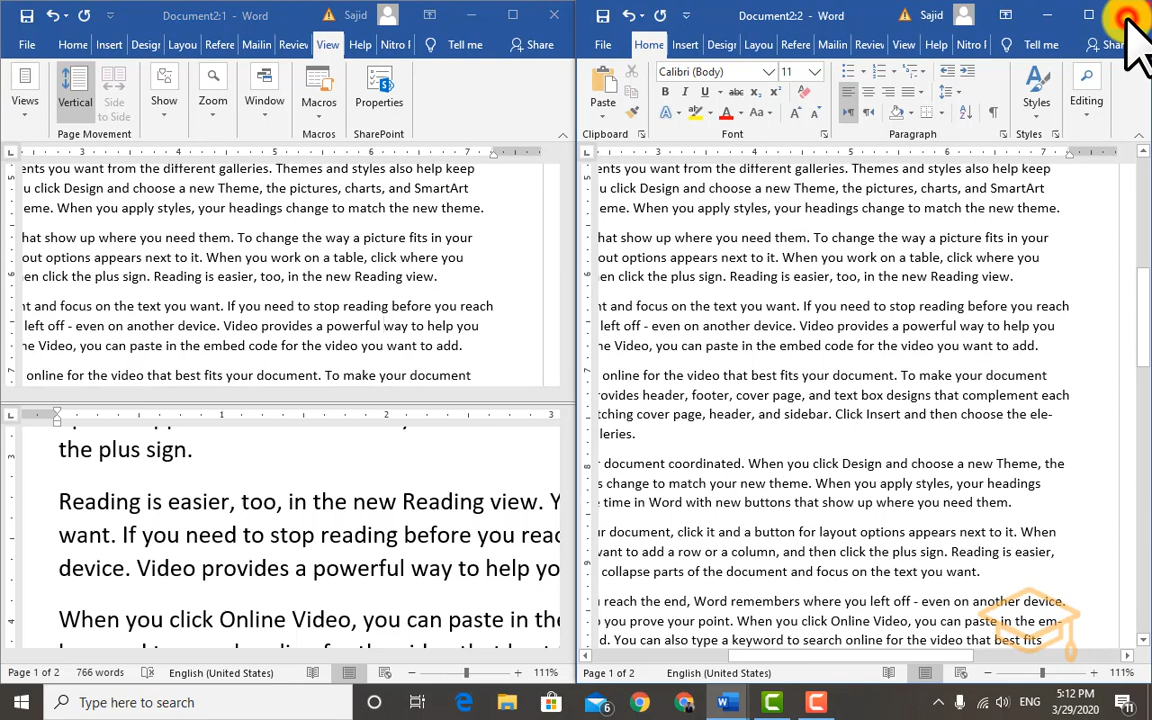 Document2:1 - Word
Sajid
File Home Insert Design Layou Refere Mailin Review View Help Nitro P Tell me Share
Views
Vertical
Side to Side
Show
Zoom
Window
Macros
Properties
Page Movement
Macros
SharePoint
3 4 5 6 7
ents you want from the different galleries. Themes and styles also help keep
u click Design and choose a new Theme, the pictures, charts, and SmartArt
eme. When you apply styles, your headings change to match the new theme.
hat show up where you need them. To change the way a picture fits in your
out options appears next to it. When you work on a table, click where you
en click the plus sign. Reading is easier, too, in the new Reading view.
nt and focus on the text you want. If you need to stop reading before you reach
left off - even on another device. Video provides a powerful way to help you
ne Video, you can paste in the embed code for the video you want to add.
online for the video that best fits your document. To make your document
1 2 3
the plus sign.
Reading is easier, too, in the new Reading view. Y
want. If you need to stop reading before you reac
device. Video provides a powerful way to help yo
When you click Online Video, you can paste in the
Page 1 of 2 766 words English (United States) 111%
Document2:2 - Word
Sajid
File Home Insert Design Layou Refere Mailin Review View Help Nitro P Tell me Shar
Paste
Calibri (Body) 11
B I U abc x₂ x²
A Aa A A
Styles
Editing
Clipboard
Font
Paragraph
Styles
3 4 5 6 7
ents you want from the different galleries. Themes and styles also help keep
u click Design and choose a new Theme, the pictures, charts, and SmartArt
eme. When you apply styles, your headings change to match the new theme.
hat show up where you need them. To change the way a picture fits in your
out options appears next to it. When you work on a table, click where you
en click the plus sign. Reading is easier, too, in the new Reading view.
nt and focus on the text you want. If you need to stop reading before you reach
left off - even on another device. Video provides a powerful way to help you
ne Video, you can paste in the embed code for the video you want to add.
online for the video that best fits your document. To make your document
rovides header, footer, cover page, and text box designs that complement each
tching cover page, header, and sidebar. Click Insert and then choose the ele-
leries.
r document coordinated. When you click Design and choose a new Theme, the
s change to match your new theme. When you apply styles, your headings
time in Word with new buttons that show up where you need them.
ur document, click it and a button for layout options appears next to it. When
want to add a row or a column, and then click the plus sign. Reading is easier,
collapse parts of the document and focus on the text you want.
u reach the end, Word remembers where you left off - even on another device.
o you prove your point. When you click Online Video, you can paste in the em-
d. You can also type a keyword to search online for the video that best fits
English (United States) 111%
Type here to search
6
ENG
5:12 PM
3/29/2020
11